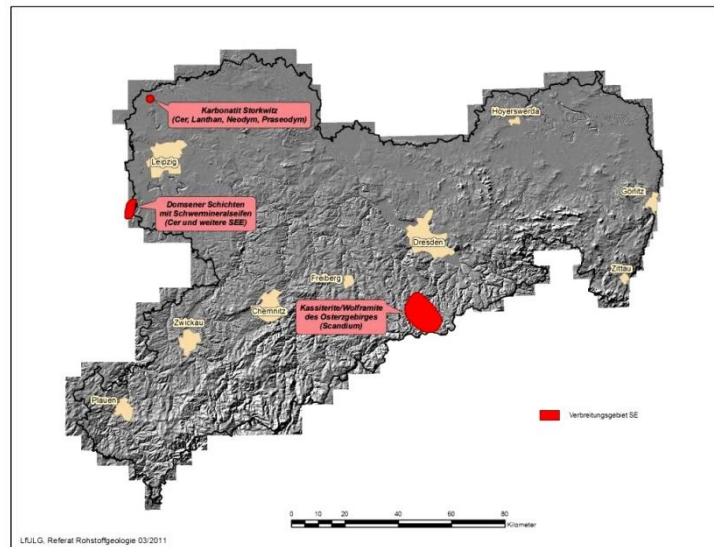 Karbonatit Storkwitz
(Cer, Lanthan, Neodym, Praseodym)
Hoyerswerda
Leipzig
Görlitz
Domsener Schichten
mit Schwermineralseifen
(Cer und weitere SEE)
Dresden
Zittau
Freiberg
Kassiterite/Wolframite
des Osterzgebirges
(Scandium)
Chemnitz
Zwickau
Plauen
Verbreitungsgebiet SE
0 10 20 40 60 80
Kilometer
LfULG, Referat Rohstoffgeologie 03/2011